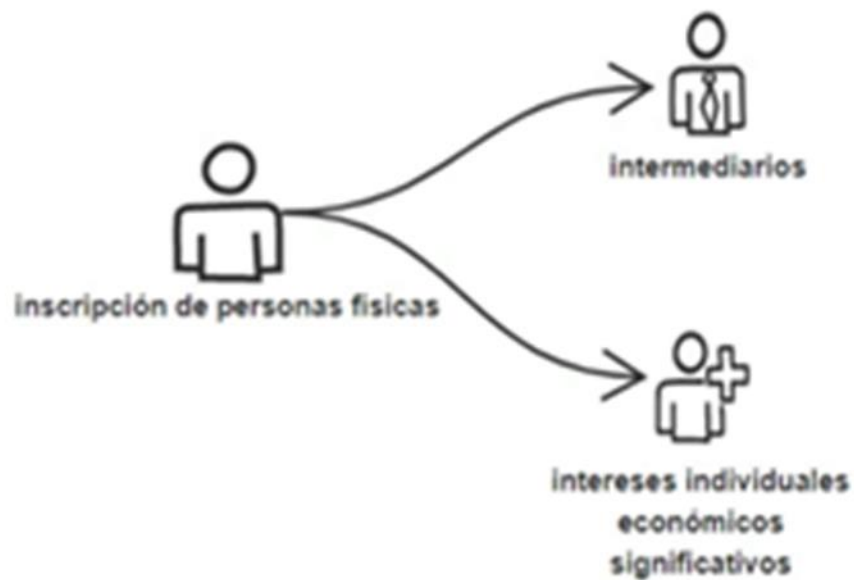 intermediarios
inscripción de personas fisicas
intereses individuales
económicos
significativos